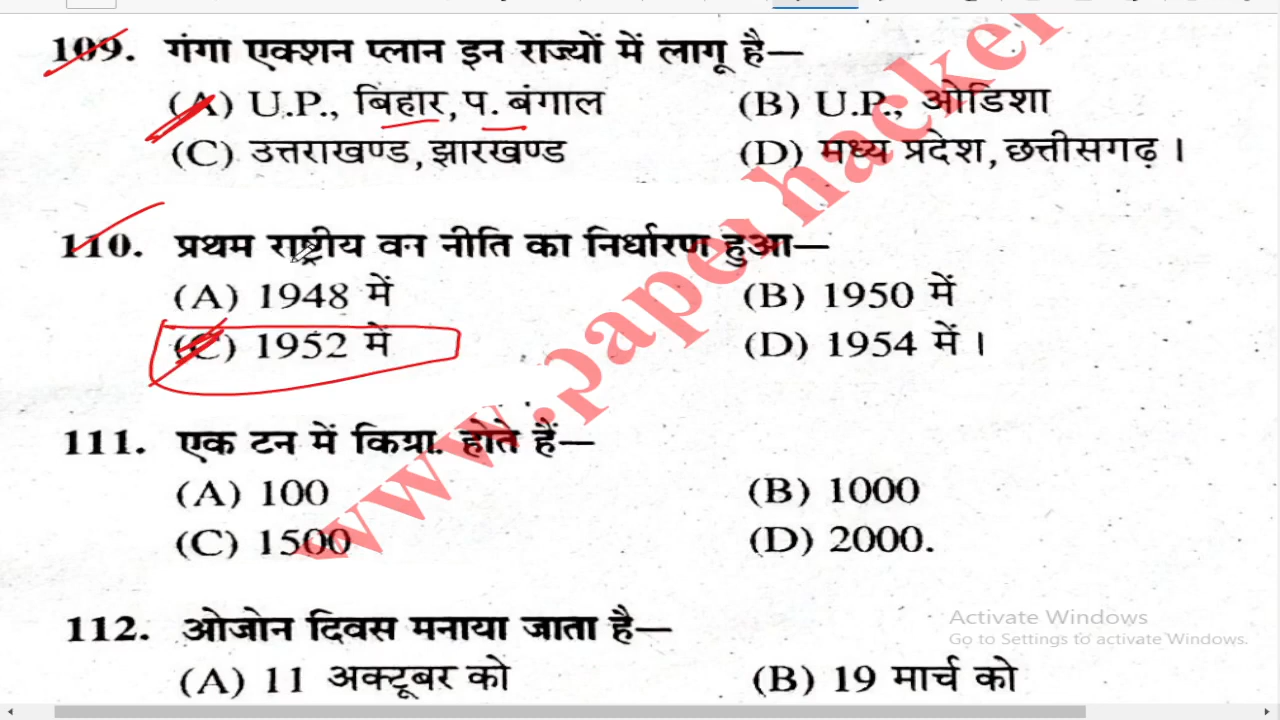 109. गंगा एक्शन प्लान इन राज्यों में लागू है—
(A) U.P., बिहार, प. बंगाल (B) U.P., ओडिशा
(C) उत्तराखण्ड, झारखण्ड (D) मध्य प्रदेश, छत्तीसगढ़ ।
110. प्रथम राष्ट्रीय वन नीति का निर्धारण हुआ—
(A) 1948 में (B) 1950 में
(C) 1952 में (D) 1954 में ।
111. एक टन में किग्रा. होते हैं—
(A) 100 (B) 1000
(C) 1500 (D) 2000.
112. ओजोन दिवस मनाया जाता है—
(A) 11 अक्टूबर को (B) 19 मार्च को
www.paper hacker
Activate Windows
Go to Settings to activate Windows.